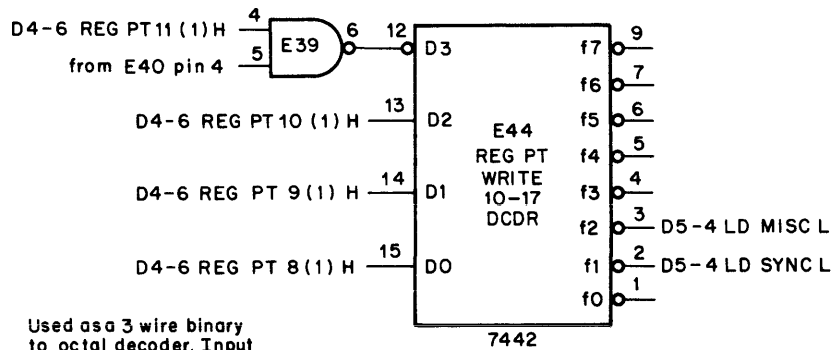 D4-6 REG PT11 (1) H 4 6 12 D3 f7 9
from E40 pin 4 5 E39 f6 7
D4-6 REG PT 10 (1) H 13 D2 f5 6
E44
REG PT
WRITE
10-17
DCDR
f4 5
D4-6 REG PT 9 (1) H 14 D1 f3 4
f2 3 D5-4 LD MISC L
D4-6 REG PT 8 (1) H 15 D0 f1 2 D5-4 LD SYNC L
f0 1
7442
Used as a 3 wire binary
to octal decoder. Input